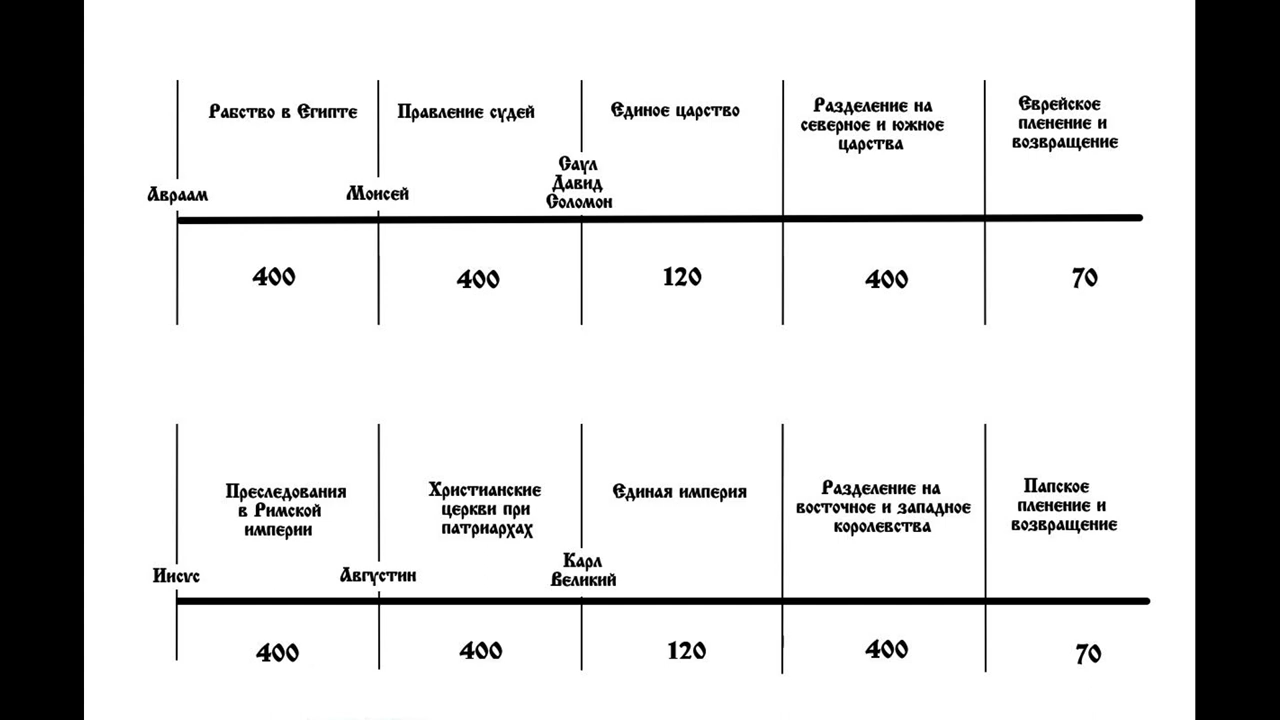 Рабство в Египте
Правление судей
Единое царство
Разделение на
северное и южное
царства
Еврейское
пленение и
возвращение
Авраам
Моисей
Саул
Давид
Соломон
400
400
120
400
70
Преследования
в Римской
империи
Христианские
церкви при
патриархах
Единая империя
Разделение на
восточное и западное
королевства
Папское
пленение и
возвращение
Иисус
Августин
Карл
Великий
400
400
120
400
70